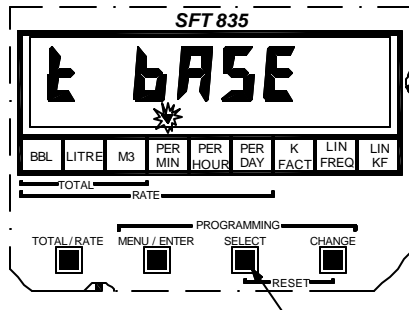 SFT 835
t bASE
BBL LITRE M3 PER MIN PER HOUR PER DAY K FACT LIN FREQ LIN KF
TOTAL
RATE
PROGRAMMING
TOTAL / RATE MENU / ENTER SELECT CHANGE
RESET